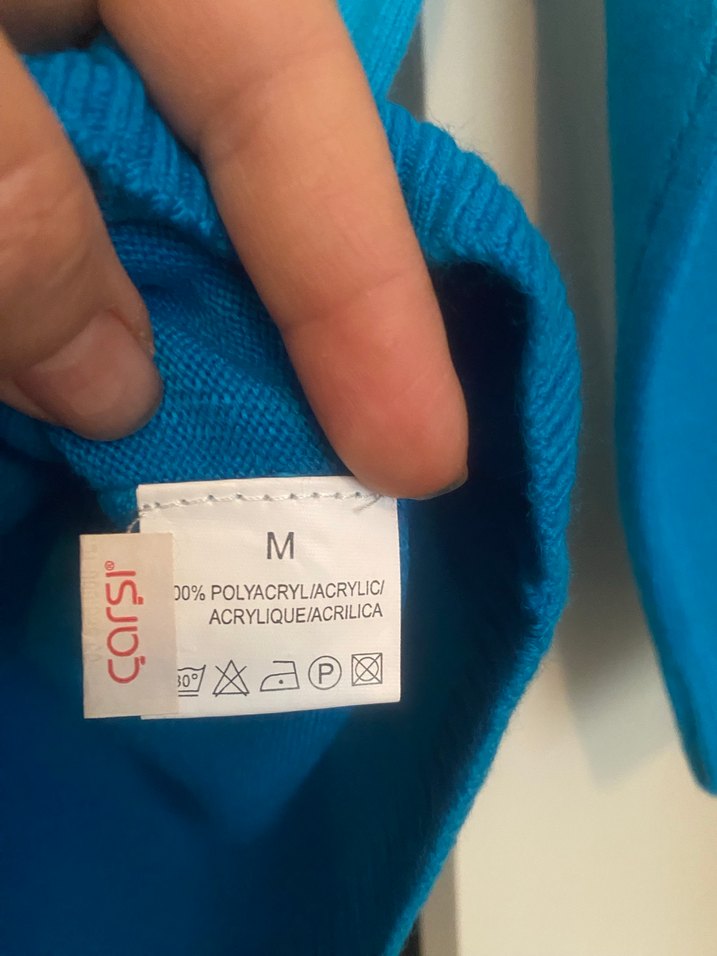 M
00% POLYACRYL/ACRYLIC/
ACRYLIQUE/ACRILICA
30°
P
çarşı®